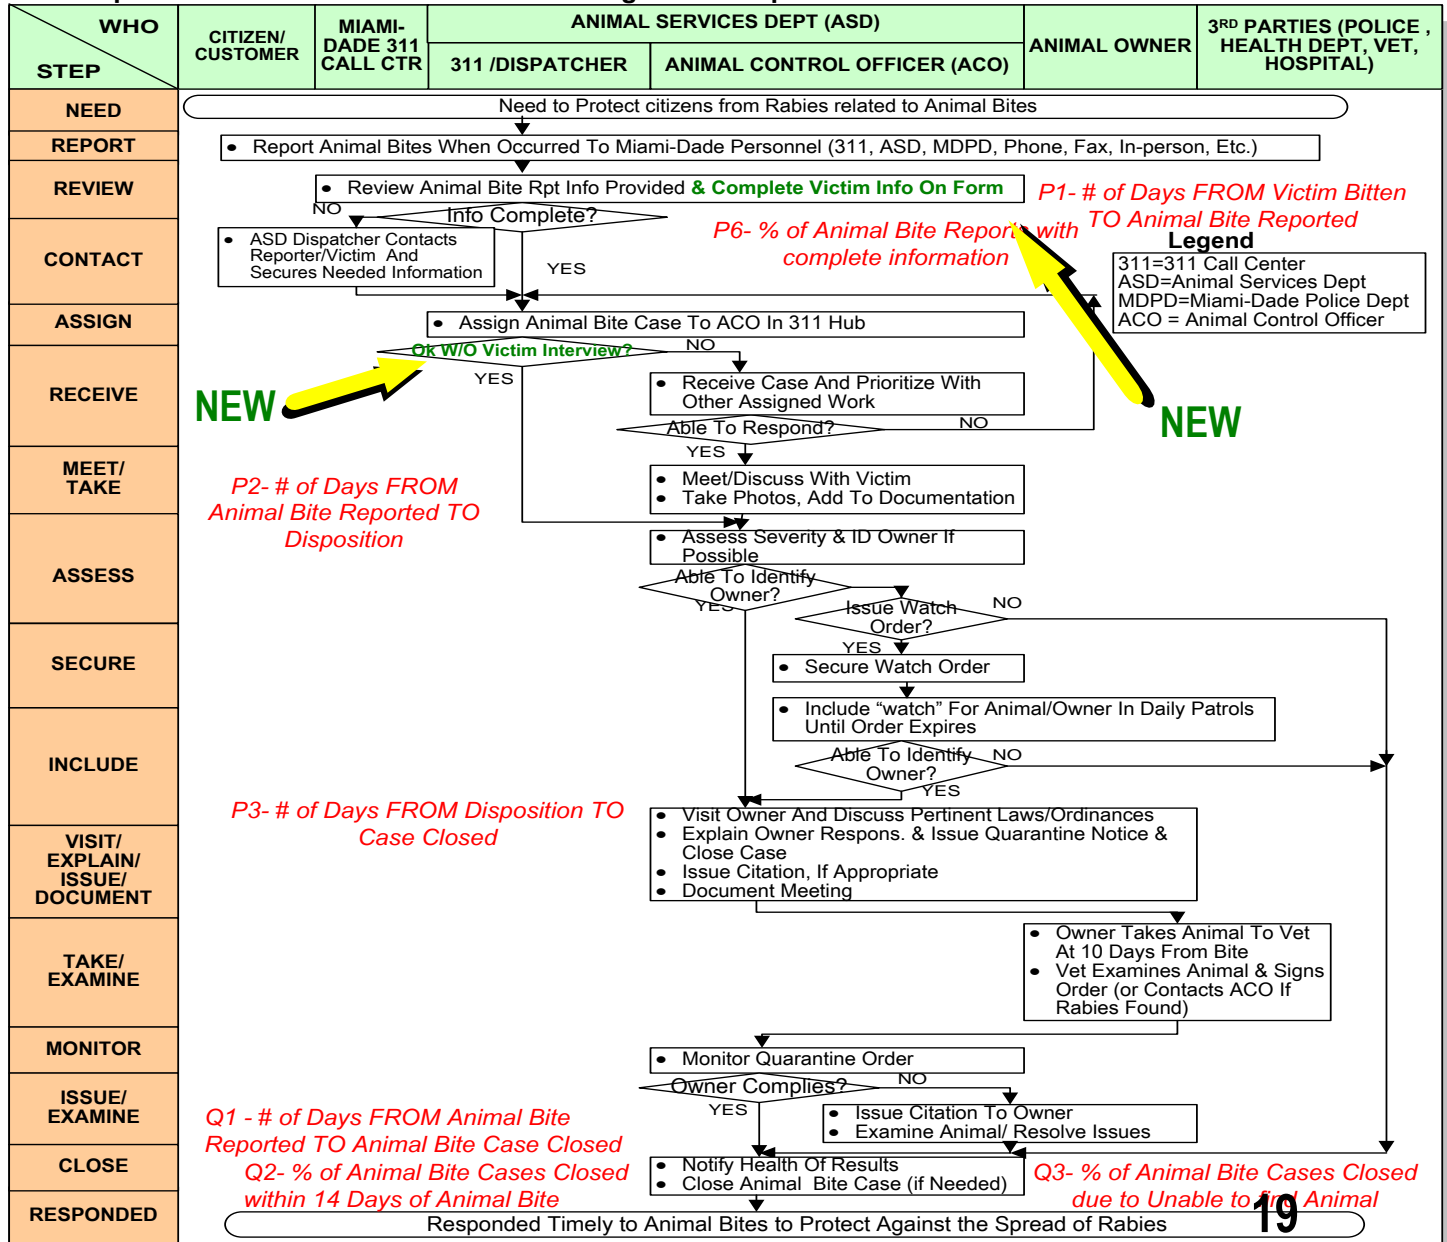 WHO
STEP
CITIZEN/
CUSTOMER
MIAMI-
DADE 311
CALL CTR
ANIMAL SERVICES DEPT (ASD)
311 /DISPATCHER
ANIMAL CONTROL OFFICER (ACO)
ANIMAL OWNER
3RD PARTIES (POLICE ,
HEALTH DEPT, VET,
HOSPITAL)
NEED
Need to Protect citizens from Rabies related to Animal Bites
REPORT
• Report Animal Bites When Occurred To Miami-Dade Personnel (311, ASD, MDPD, Phone, Fax, In-person, Etc.)
REVIEW
• Review Animal Bite Rpt Info Provided & Complete Victim Info On Form
P1- # of Days FROM Victim Bitten
TO Animal Bite Reported
NO
Info Complete?
P6- % of Animal Bite Reports with
complete information
Legend
311=311 Call Center
ASD=Animal Services Dept
MDPD=Miami-Dade Police Dept
ACO = Animal Control Officer
CONTACT
• ASD Dispatcher Contacts
Reporter/Victim And
Secures Needed Information
YES
ASSIGN
• Assign Animal Bite Case To ACO In 311 Hub
Ok W/O Victim Interview?
NO
YES
NEW
NEW
RECEIVE
• Receive Case And Prioritize With
Other Assigned Work
Able To Respond?
NO
YES
MEET/
TAKE
• Meet/Discuss With Victim
• Take Photos, Add To Documentation
P2- # of Days FROM
Animal Bite Reported TO
Disposition
ASSESS
• Assess Severity & ID Owner If
Possible
Able To Identify
Owner?
YES
Issue Watch
Order?
NO
YES
SECURE
• Secure Watch Order
INCLUDE
• Include “watch” For Animal/Owner In Daily Patrols
Until Order Expires
Able To Identify
Owner?
NO
YES
P3- # of Days FROM Disposition TO
Case Closed
VISIT/
EXPLAIN/
ISSUE/
DOCUMENT
• Visit Owner And Discuss Pertinent Laws/Ordinances
• Explain Owner Respons. & Issue Quarantine Notice &
Close Case
• Issue Citation, If Appropriate
• Document Meeting
TAKE/
EXAMINE
• Owner Takes Animal To Vet
At 10 Days From Bite
• Vet Examines Animal & Signs
Order (or Contacts ACO If
Rabies Found)
MONITOR
• Monitor Quarantine Order
ISSUE/
EXAMINE
Owner Complies?
NO
YES
• Issue Citation To Owner
• Examine Animal/ Resolve Issues
Q1 - # of Days FROM Animal Bite
Reported TO Animal Bite Case Closed
CLOSE
Q2- % of Animal Bite Cases Closed
within 14 Days of Animal Bite
• Notify Health Of Results
• Close Animal Bite Case (if Needed)
Q3- % of Animal Bite Cases Closed
due to Unable to find Animal
RESPONDED
Responded Timely to Animal Bites to Protect Against the Spread of Rabies
19